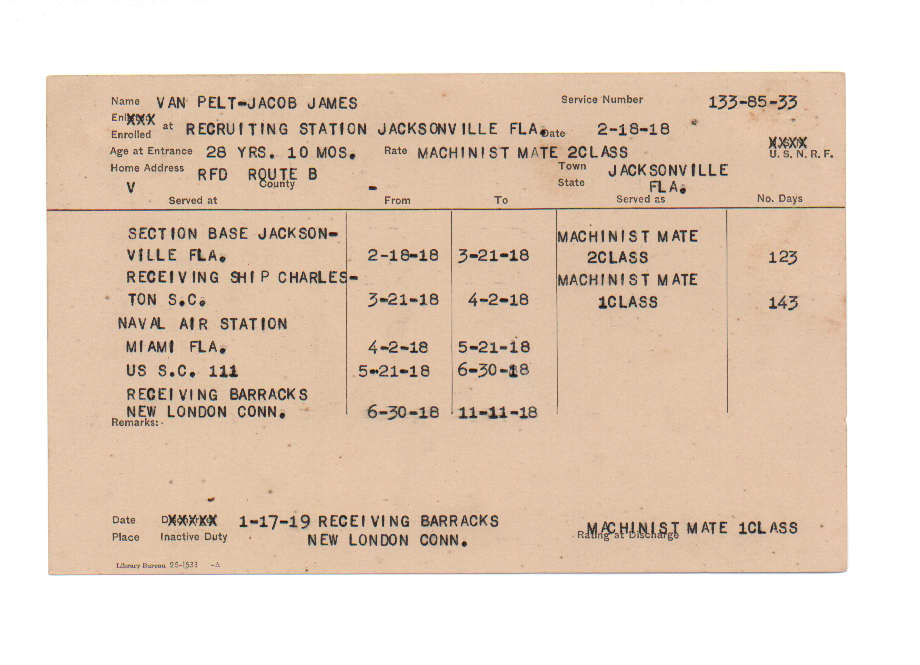 Name VAN PELT-JACOB JAMES Service Number 133-85-33
Enrolled at RECRUITING STATION JACKSONVILLE FLA. Date 2-18-18
XXXX
Age at Entrance 28 YRS. 10 MOS. Rate MACHINIST MATE 2CLASS U. S. N. R. F.
Home Address RFD ROUTE B Town JACKSONVILLE
V County - State FLA.
Served at From To Served as No. Days
SECTION BASE JACKSON- MACHINIST MATE
VILLE FLA. 2-18-18 3-21-18 2CLASS 123
RECEIVING SHIP CHARLES- MACHINIST MATE
TON S.C. 3-21-18 4-2-18 1CLASS 143
NAVAL AIR STATION
MIAMI FLA. 4-2-18 5-21-18
US S.C. 111 5-21-18 6-30-18
RECEIVING BARRACKS
NEW LONDON CONN. 6-30-18 11-11-18
Remarks:
Date XXXXX 1-17-19 RECEIVING BARRACKS MACHINIST MATE 1CLASS
Place Inactive Duty NEW LONDON CONN. Rating at Discharge
Library Bureau 25-1533 -A